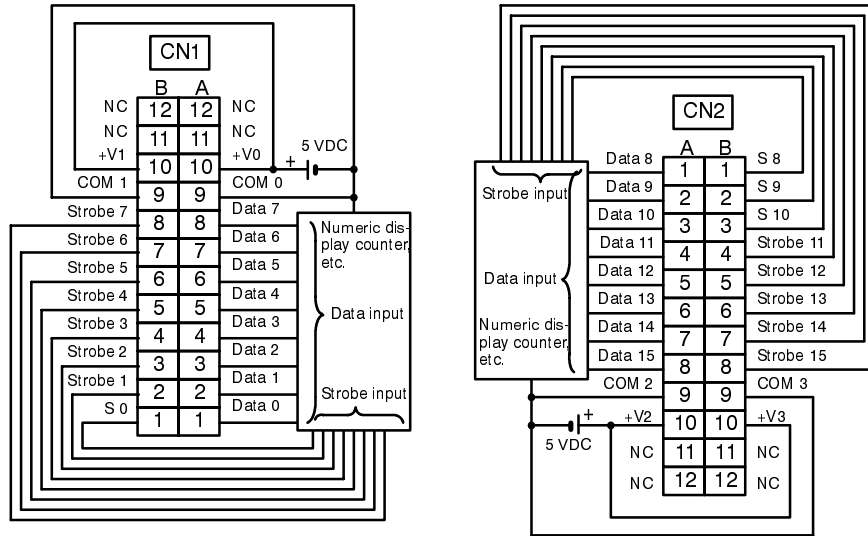 CN1
B A
NC 12 12 NC
NC 11 11 NC
+V1 10 10 +V0 + 5 VDC
COM 1 9 9 COM 0
Strobe 7 8 8 Data 7
Strobe 6 7 7 Data 6
Strobe 5 6 6 Data 5
Strobe 4 5 5 Data 4
Strobe 3 4 4 Data 3
Strobe 2 3 3 Data 2
Strobe 1 2 2 Data 1
S 0 1 1 Data 0
Numeric dis-
play counter,
etc.
Data input
Strobe input
CN2
A B
Data 8 1 1 S 8
Data 9 2 2 S 9
Data 10 3 3 S 10
Data 11 4 4 Strobe 11
Data 12 5 5 Strobe 12
Data 13 6 6 Strobe 13
Data 14 7 7 Strobe 14
Data 15 8 8 Strobe 15
COM 2 9 9 COM 3
5 VDC + +V2 10 10 +V3
NC 11 11 NC
NC 12 12 NC
Strobe input
Data input
Numeric dis-
play counter,
etc.